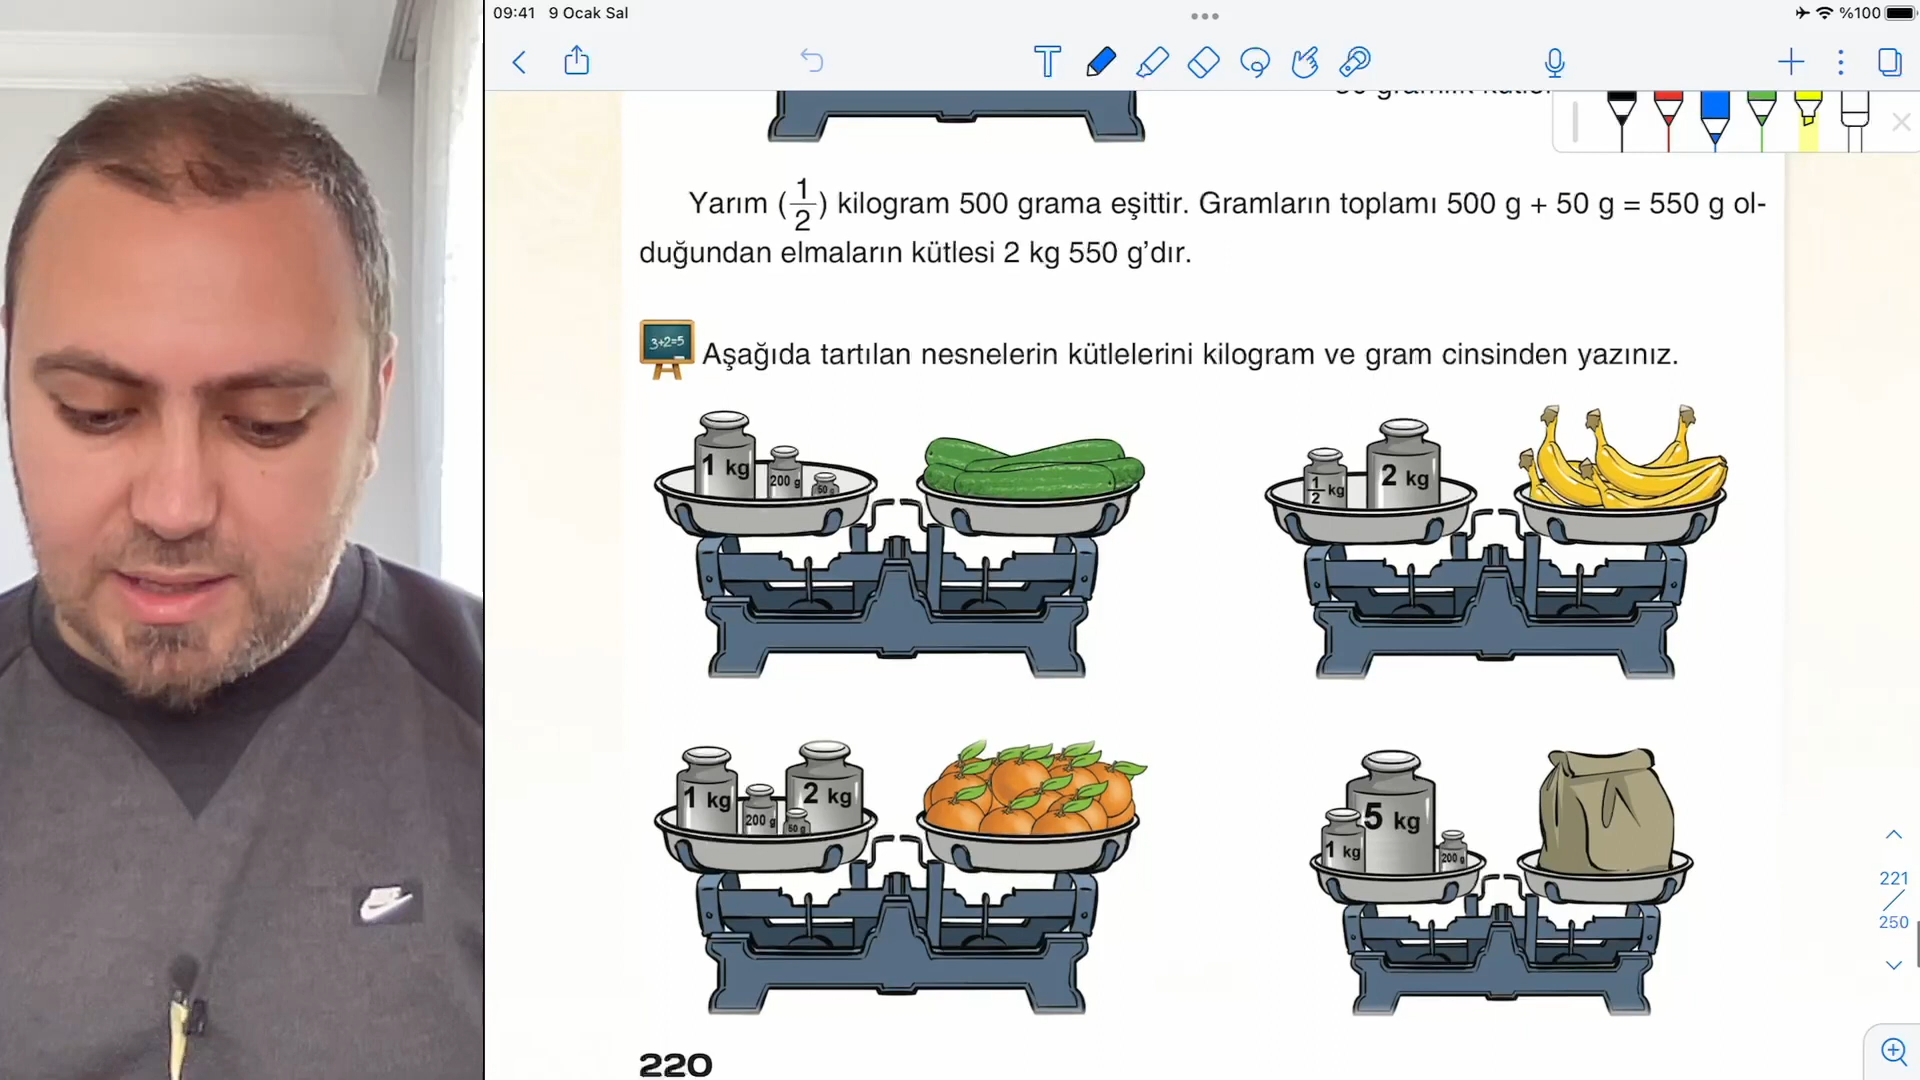 09:41 9 Ocak Sal
%100
Yarım (1/2) kilogram 500 grama eşittir. Gramların toplamı 500 g + 50 g = 550 g ol-
duğundan elmaların kütlesi 2 kg 550 g’dır.
3+2=5
Aşağıda tartılan nesnelerin kütlelerini kilogram ve gram cinsinden yazınız.
1 kg
200 g
50 g
1/2 kg
2 kg
1 kg
200 g
50 g
2 kg
1 kg
5 kg
200 g
221
/
250
220